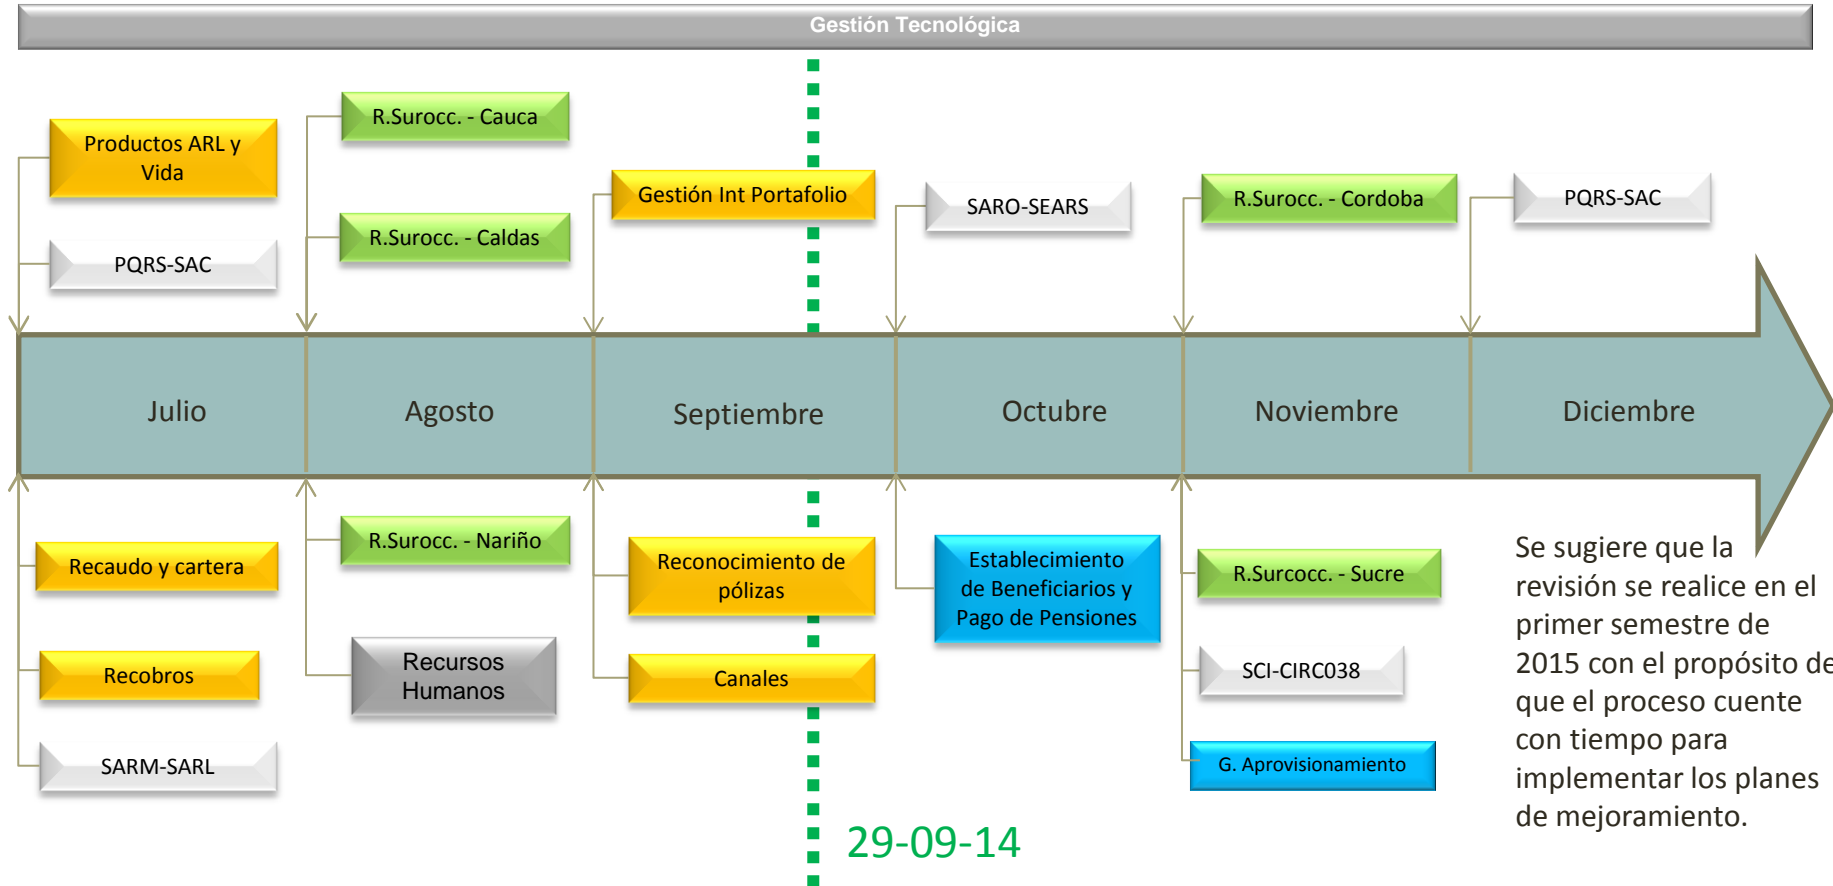 Gestión Tecnológica
Productos ARL y
Vida
PQRS-SAC
R.Surocc. - Cauca
R.Surocc. - Caldas
Gestión Int Portafolio
SARO-SEARS
R.Surocc. - Cordoba
PQRS-SAC
Julio
Agosto
Septiembre
Octubre
Noviembre
Diciembre
Recaudo y cartera
Recobros
SARM-SARL
R.Surocc. - Nariño
Recursos
Humanos
Reconocimiento de
pólizas
Canales
Establecimiento
de Beneficiarios y
Pago de Pensiones
R.Surcocc. - Sucre
SCI-CIRC038
G. Aprovisionamiento
Se sugiere que la
revisión se realice en el
primer semestre de
2015 con el propósito de
que el proceso cuente
con tiempo para
implementar los planes
de mejoramiento.
29-09-14